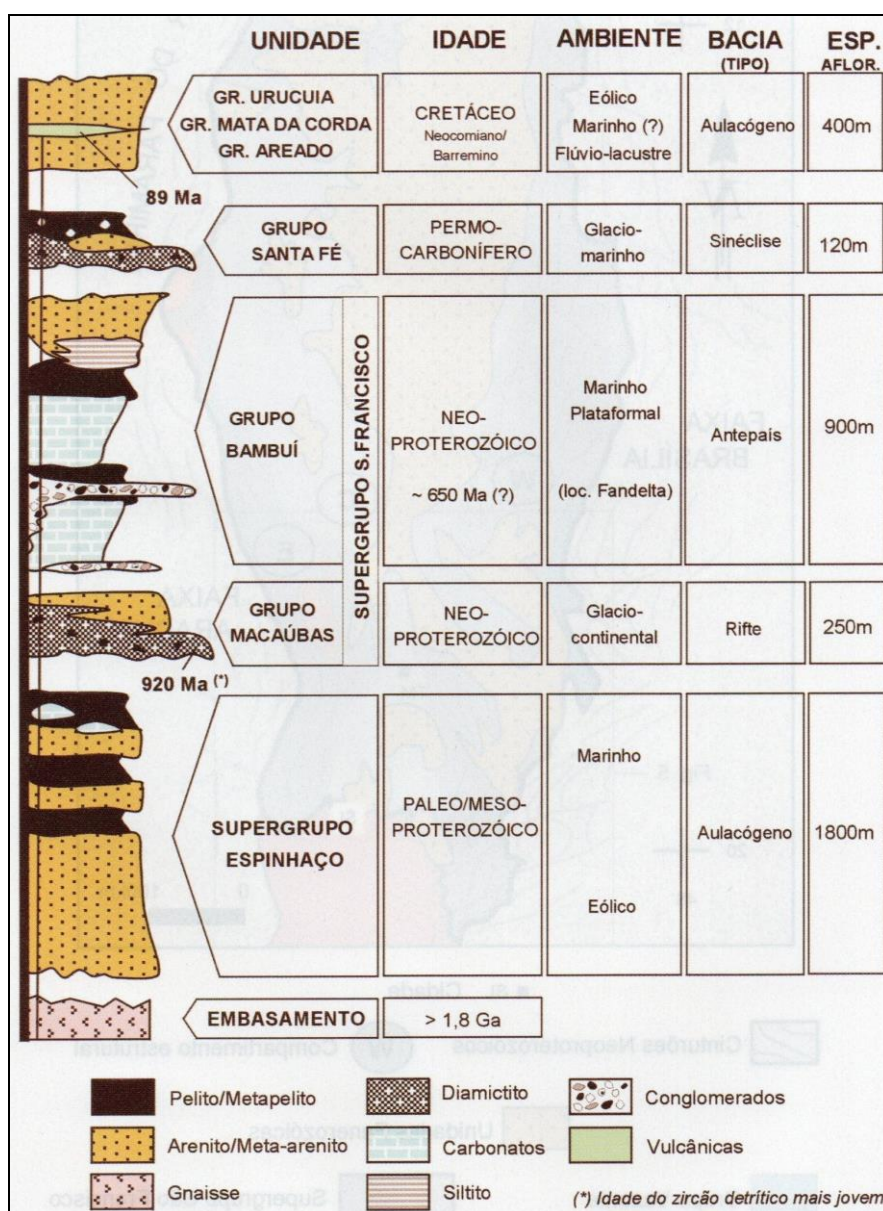 UNIDADE
IDADE
AMBIENTE
BACIA
(TIPO)
ESP.
AFLOR.
GR. URUCUIA
GR. MATA DA CORDA
GR. AREADO
CRETÁCEO
Neocomiano/
Barremino
Eólico
Marinho (?)
Flúvio-lacustre
Aulacógeno
400m
89 Ma
GRUPO
SANTA FÉ
PERMO-
CARBONÍFERO
Glacio-
marinho
Sinéclise
120m
SUPERGRUPO S.FRANCISCO
GRUPO
BAMBUÍ
NEO-
PROTEROZÓICO
~ 650 Ma (?)
Marinho
Plataformal
(loc. Fandelta)
Antepaís
900m
GRUPO
MACAÚBAS
NEO-
PROTEROZÓICO
Glacio-
continental
Rifte
250m
920 Ma (*)
SUPERGRUPO
ESPINHAÇO
PALEO/MESO-
PROTEROZÓICO
Marinho
Eólico
Aulacógeno
1800m
EMBASAMENTO
> 1,8 Ga
Pelito/Metapelito
Diamictito
Conglomerados
Arenito/Meta-arenito
Carbonatos
Vulcânicas
Gnaisse
Siltito
(*) Idade do zircão detrítico mais jovem